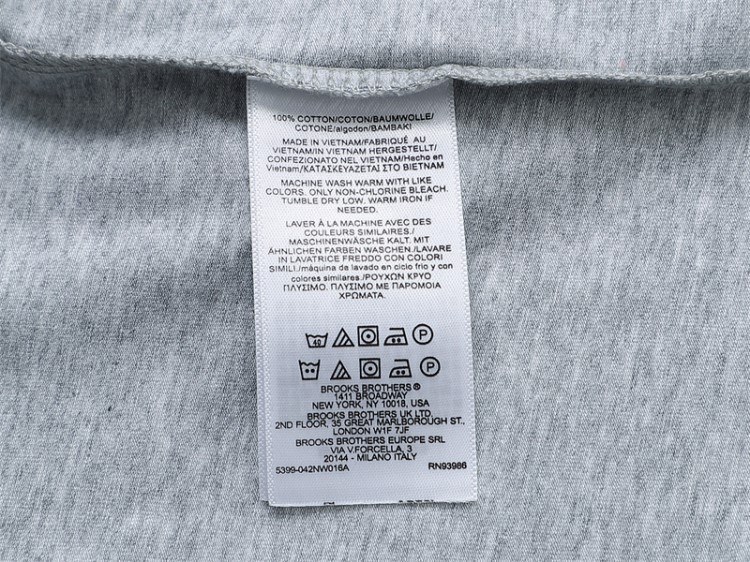 100% COTTON/COTON/BAUMWOLLE/
COTONE/algodon/BAMBAKI
MADE IN VIETNAM/FABRIQUÉ AU
VIETNAM/IN VIETNAM HERGESTELLT/
CONFEZIONATO NEL VIETNAM/Hecho en
Vietnam/ΚΑΤΑΣΚΕΥΑΖΕΤΑΙ ΣΤΟ ΒΙΕΤΝΑΜ
MACHINE WASH WARM WITH LIKE
COLORS. ONLY NON-CHLORINE BLEACH.
TUMBLE DRY LOW. WARM IRON IF
NEEDED.
LAVER À LA MACHINE AVEC DES
COULEURS SIMILAIRES./
MASCHINENWÄSCHE KALT. MIT
ÄHNLICHEN FARBEN WASCHEN./LAVARE
IN LAVATRICE FREDDO CON COLORI
SIMILI./máquina de lavado en ciclo frio y con
colores similares./ΡΟΥΧΩΝ ΚΡΥΟ
ΠΛΥΣΙΜΟ. ΠΛΥΣΙΜΟ ΜΕ ΠΑΡΟΜΟΙΑ
ΧΡΩΜΑΤΑ.
40 P
P
BROOKS BROTHERS ®
1411 BROADWAY
NEW YORK, NY 10018, USA
BROOKS BROTHERS UK LTD.
2ND FLOOR, 35 GREAT MARLBOROUGH ST.,
LONDON W1F 7JF
BROOKS BROTHERS EUROPE SRL
VIA V.FORCELLA, 3
20144 - MILANO ITALY
5399-042NW016A RN93986